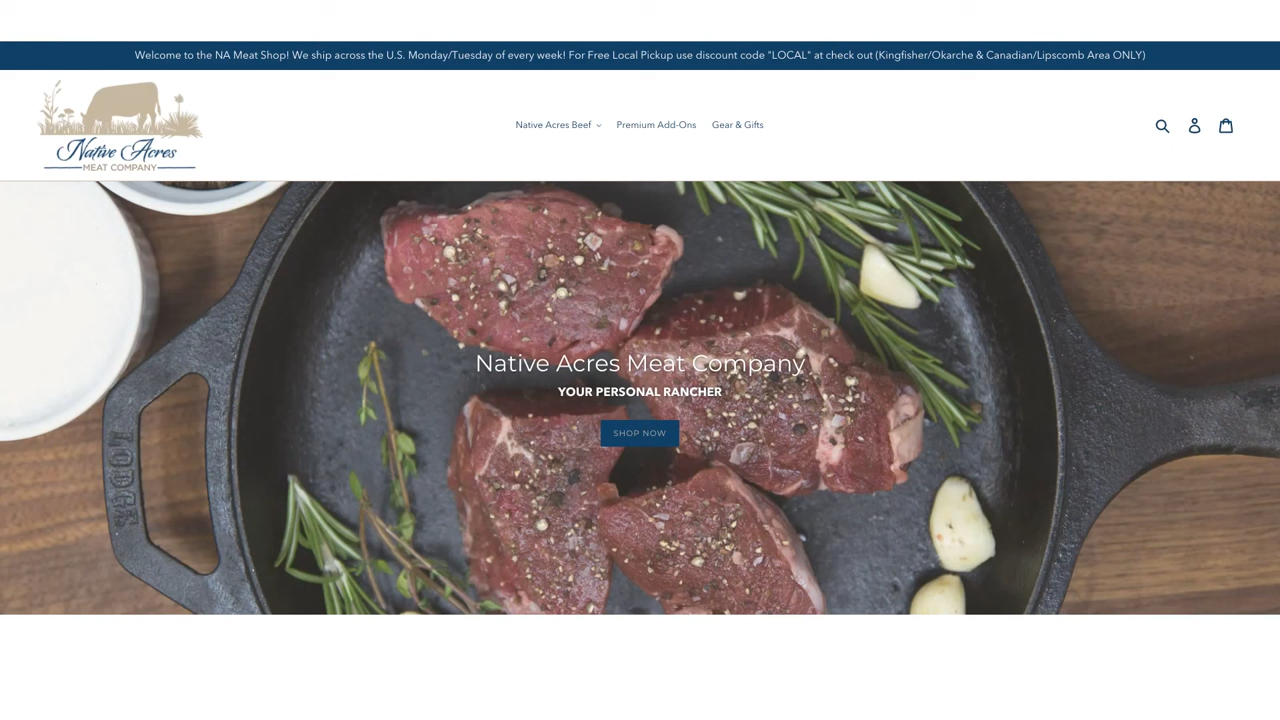 Welcome to the NA Meat Shop! We ship across the U.S. Monday/Tuesday of every week! For Free Local Pickup use discount code "LOCAL" at check out (Kingfisher/Okarche & Canadian/Lipscomb Area ONLY)
Native Acres
MEAT COMPANY
Native Acres Beef
Premium Add-Ons
Gear & Gifts
Native Acres Meat Company
YOUR PERSONAL RANCHER
SHOP NOW
LODGE